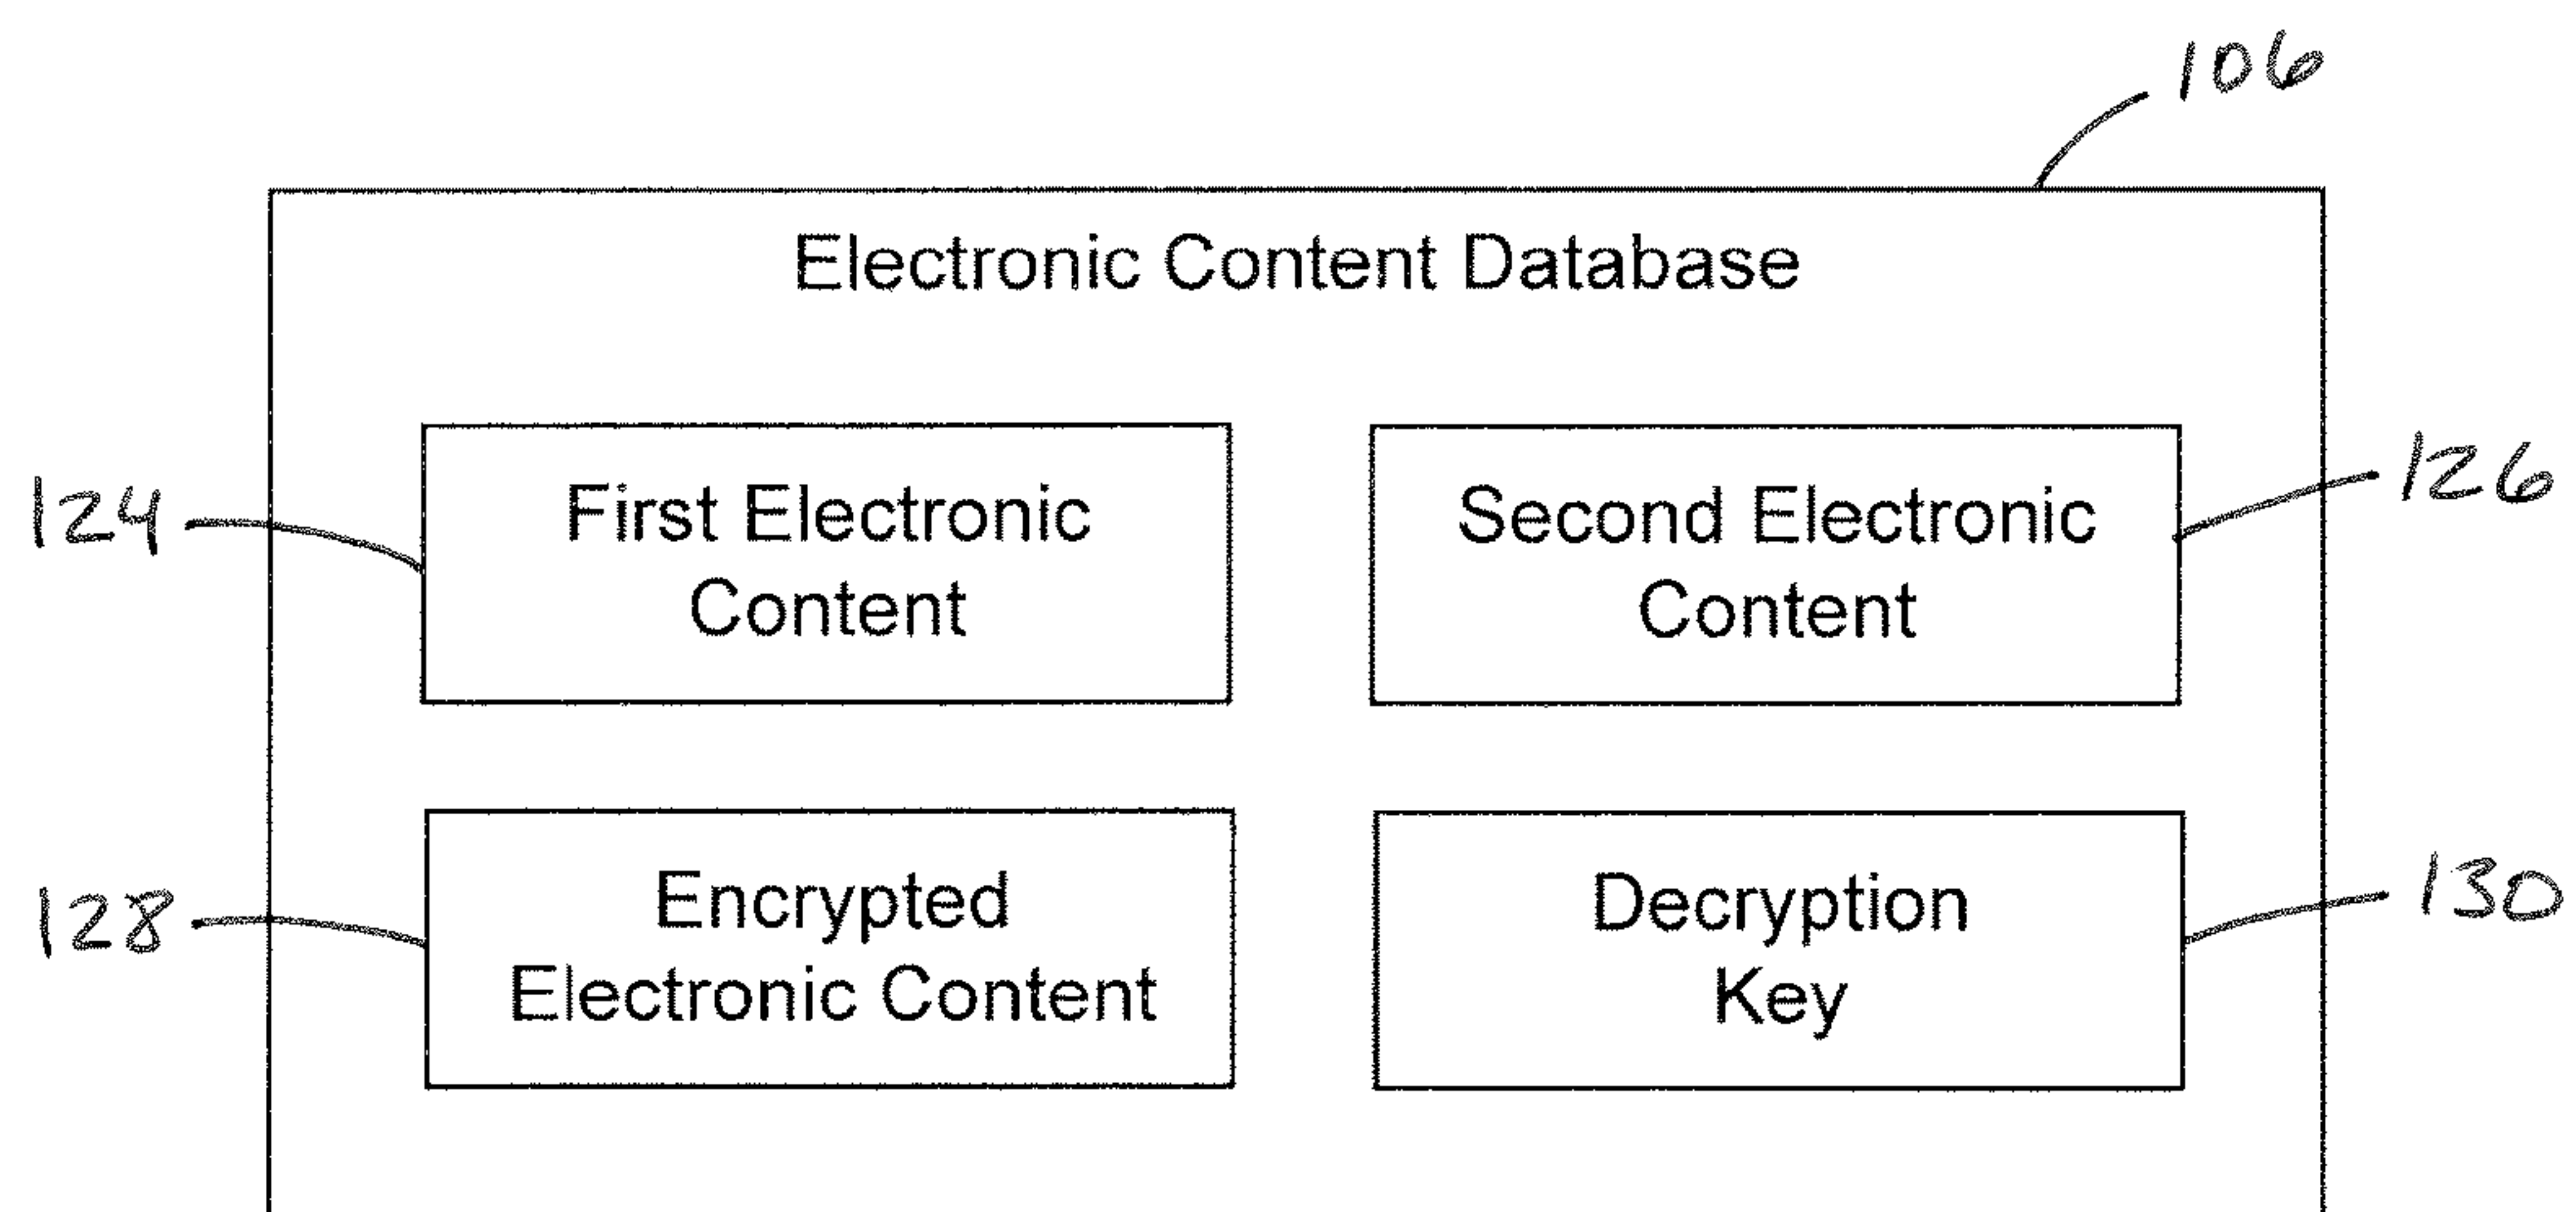 106
Electronic Content Database
124
First Electronic
Content
Second Electronic
Content
126
128
Encrypted
Electronic Content
Decryption
Key
130